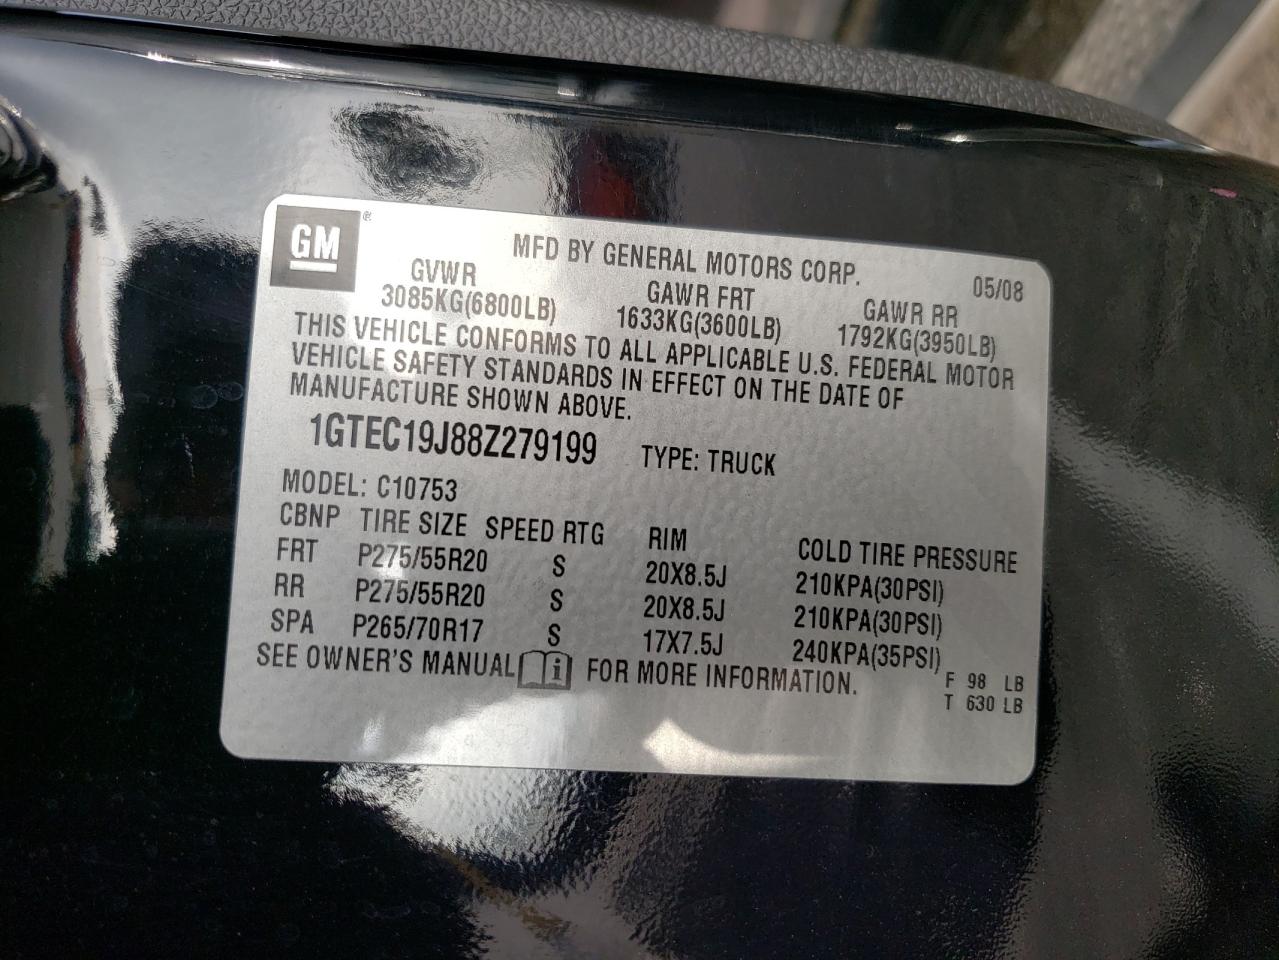 GM ® MFD BY GENERAL MOTORS CORP. 05/08
GVWR GAWR FRT GAWR RR
3085KG(6800LB) 1633KG(3600LB) 1792KG(3950LB)
THIS VEHICLE CONFORMS TO ALL APPLICABLE U.S. FEDERAL MOTOR
VEHICLE SAFETY STANDARDS IN EFFECT ON THE DATE OF
MANUFACTURE SHOWN ABOVE.
1GTEC19J88Z279199 TYPE: TRUCK
MODEL: C10753
CBNP TIRE SIZE SPEED RTG RIM COLD TIRE PRESSURE
FRT P275/55R20 S 20X8.5J 210KPA(30PSI)
RR P275/55R20 S 20X8.5J 210KPA(30PSI)
SPA P265/70R17 S 17X7.5J 240KPA(35PSI)
SEE OWNER'S MANUAL i FOR MORE INFORMATION.
F 98 LB
T 630 LB